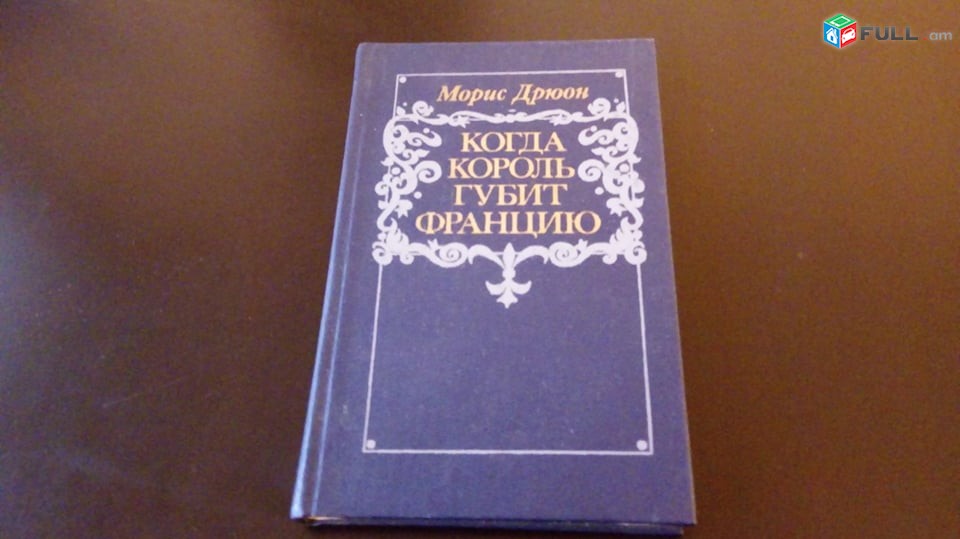 FULL am
Морис Дрюон
КОГДА
КОРОЛЬ
ГУБИТ
ФРАНЦИЮ